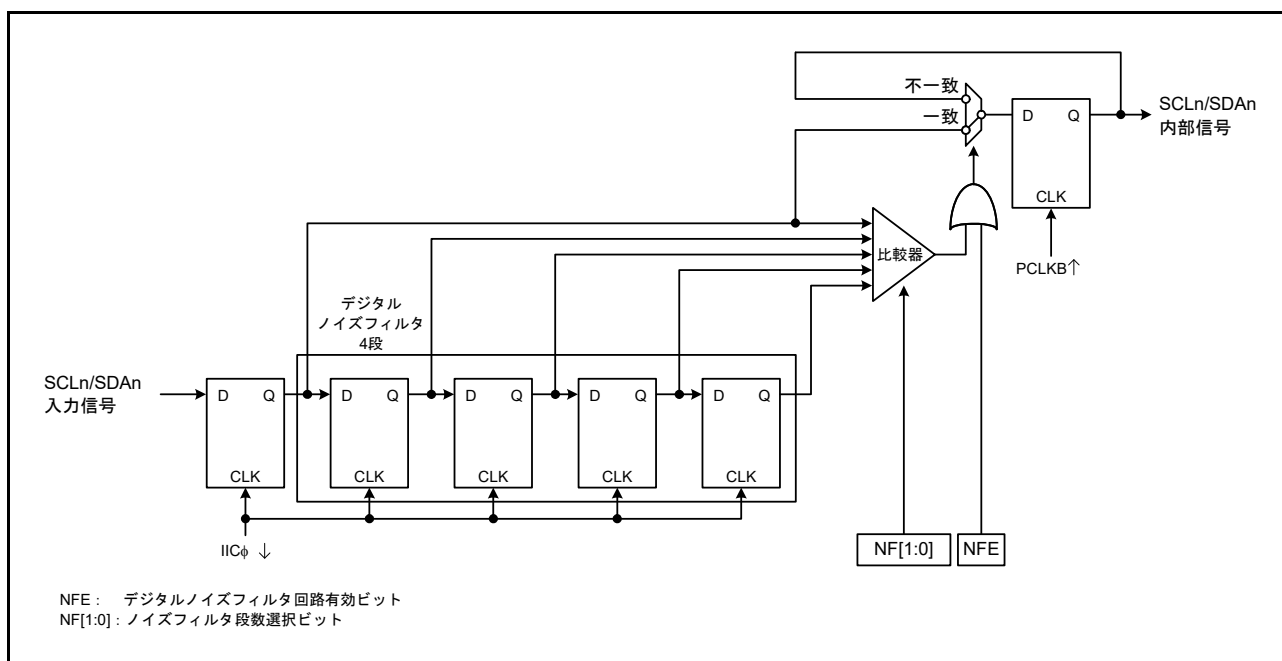 不一致
一致
D Q
CLK
PCLKB↑
SCLn/SDAn
内部信号
比較器
デジタル
ノイズフィルタ
4段
SCLn/SDAn
入力信号
D Q
CLK
D Q
CLK
D Q
CLK
D Q
CLK
D Q
CLK
IICφ ↓
NF[1:0]
NFE
NFE : デジタルノイズフィルタ回路有効ビット
NF[1:0] : ノイズフィルタ段数選択ビット